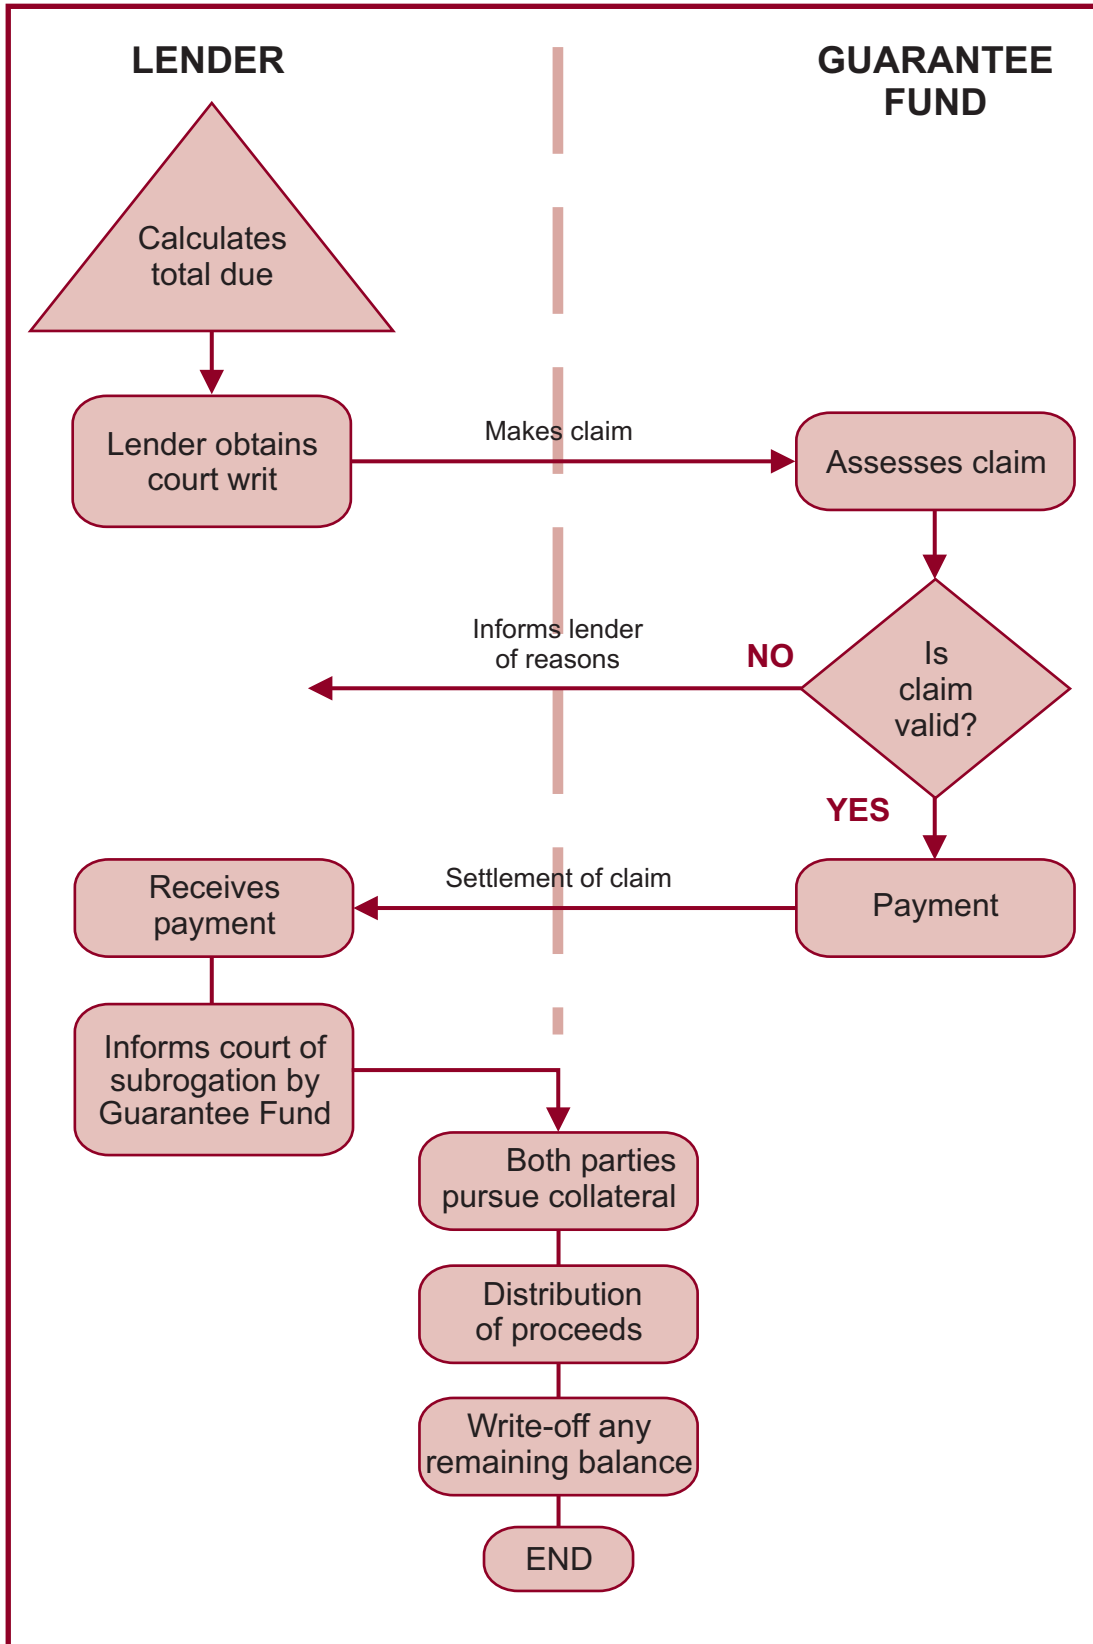 LENDER
GUARANTEE
FUND
Calculates
total due
Lender obtains
court writ
Makes claim
Assesses claim
Informs lender
of reasons
NO
Is
claim
valid?
YES
Receives
payment
Settlement of claim
Payment
Informs court of
subrogation by
Guarantee Fund
Both parties
pursue collateral
Distribution
of proceeds
Write-off any
remaining balance
END